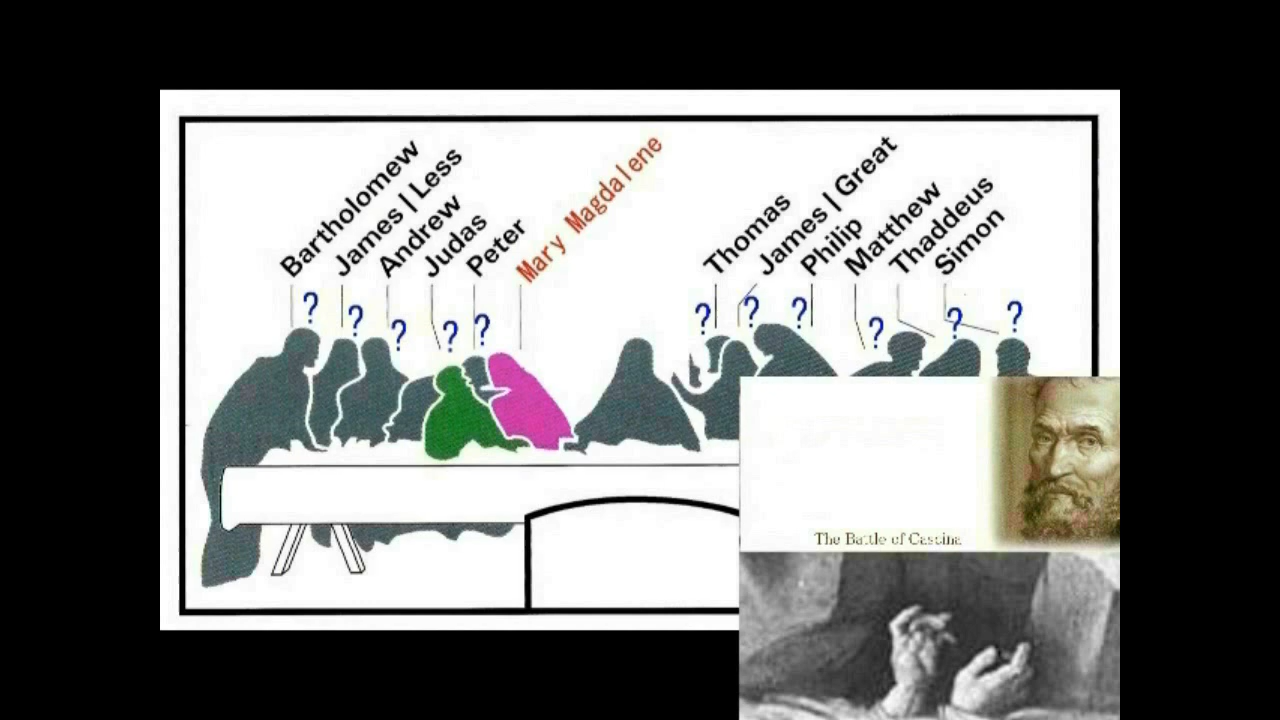 Bartholomew
James | Less
Andrew
Judas
Peter
Mary Magdalene
Thomas
James | Great
Philip
Matthew
Thaddeus
Simon
? ? ? ? ? ? ? ? ? ? ?
The Battle of Cascina